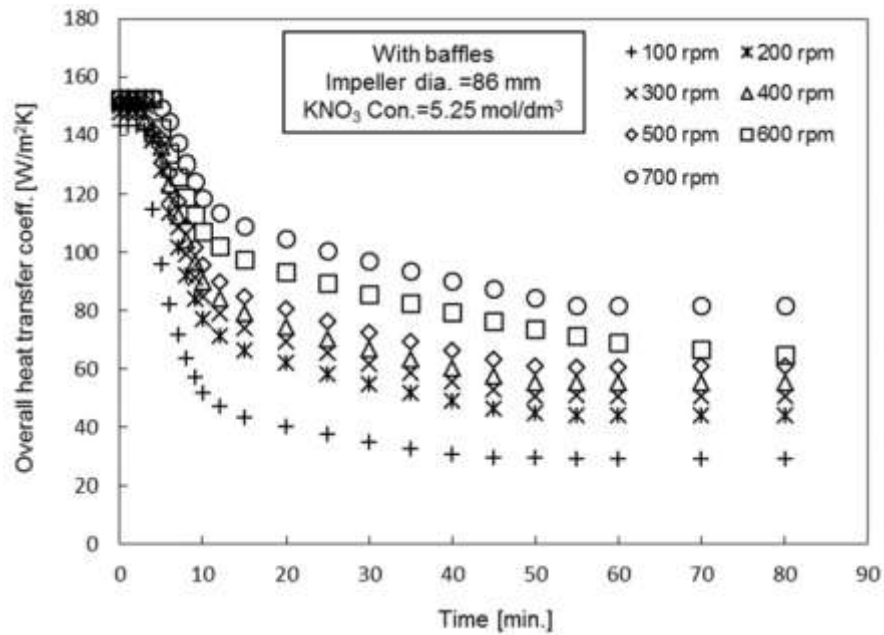 180
160
140
120
100
80
60
40
20
0
0 10 20 30 40 50 60 70 80 90
Overall heat transfer coeff. [W/m²K]
Time [min.]
With baffles
Impeller dia. =86 mm
KNO₃ Con.=5.25 mol/dm³
100 rpm 200 rpm
300 rpm 400 rpm
500 rpm 600 rpm
700 rpm